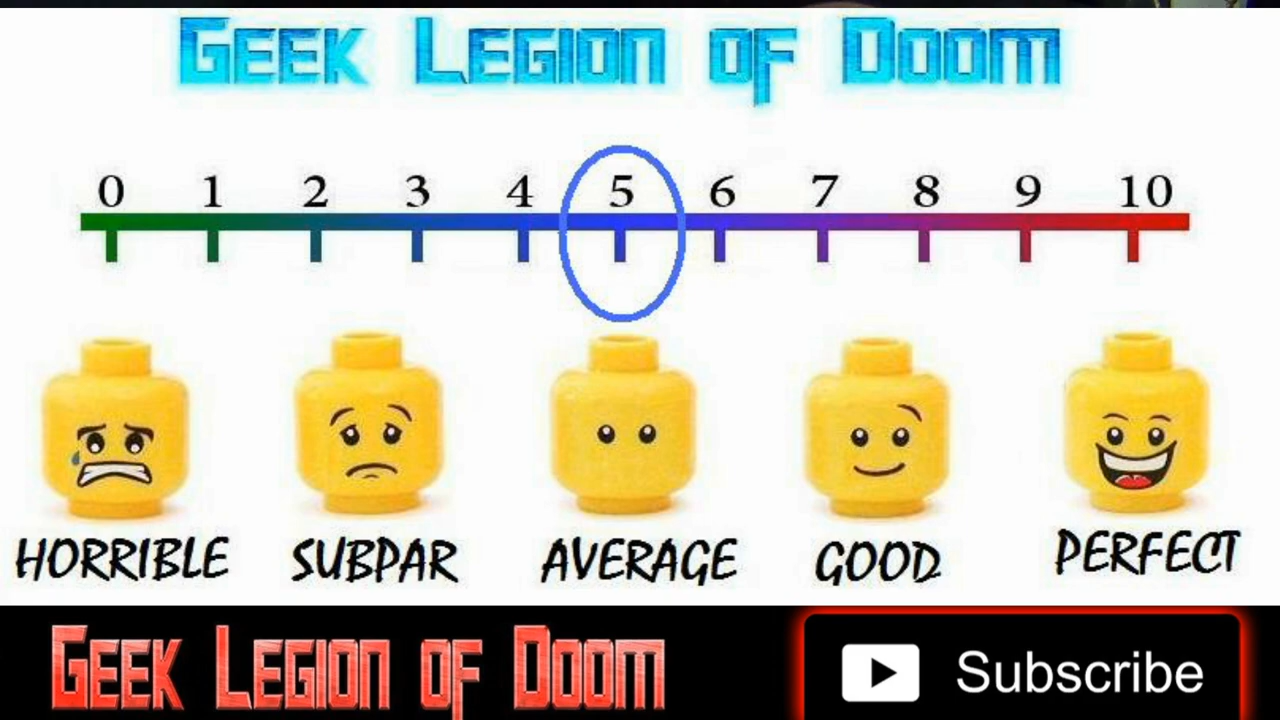 Geek Legion of Doom
0 1 2 3 4 5 6 7 8 9 10
HORRIBLE SUBPAR AVERAGE GOOD PERFECT
Geek Legion of Doom
Subscribe